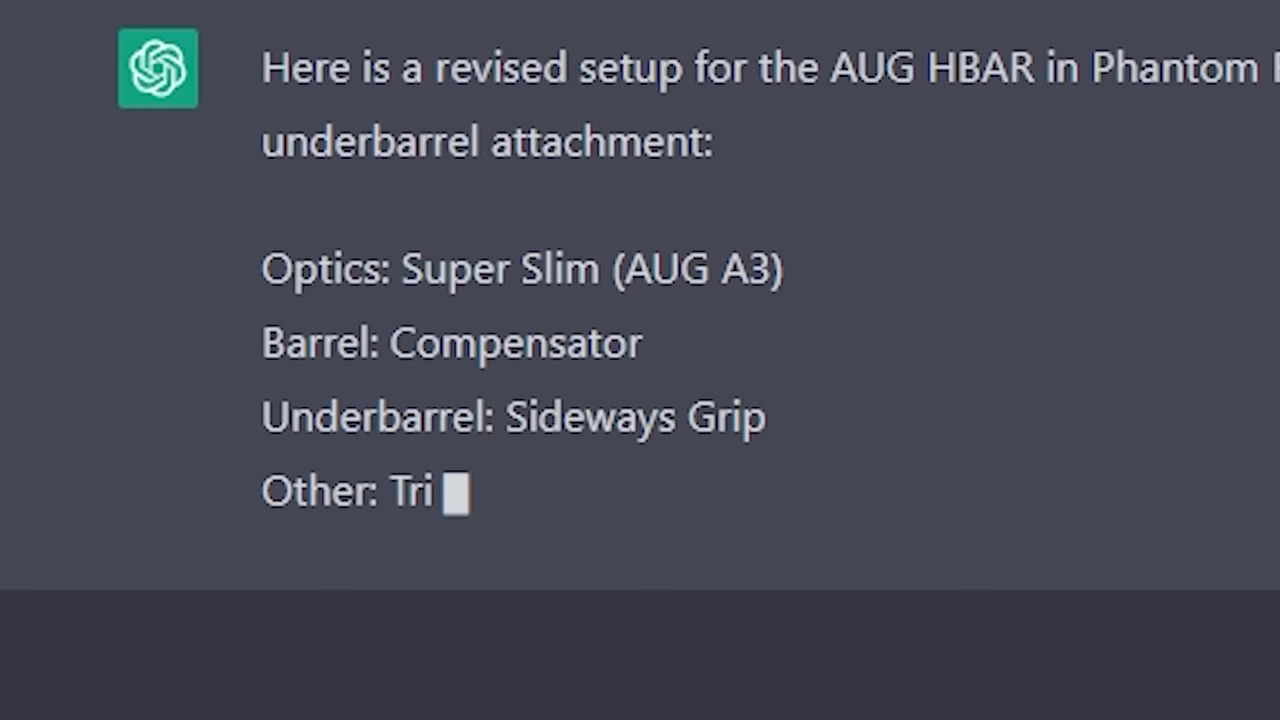 Here is a revised setup for the AUG HBAR in Phantom
underbarrel attachment:
Optics: Super Slim (AUG A3)
Barrel: Compensator
Underbarrel: Sideways Grip
Other: Tri